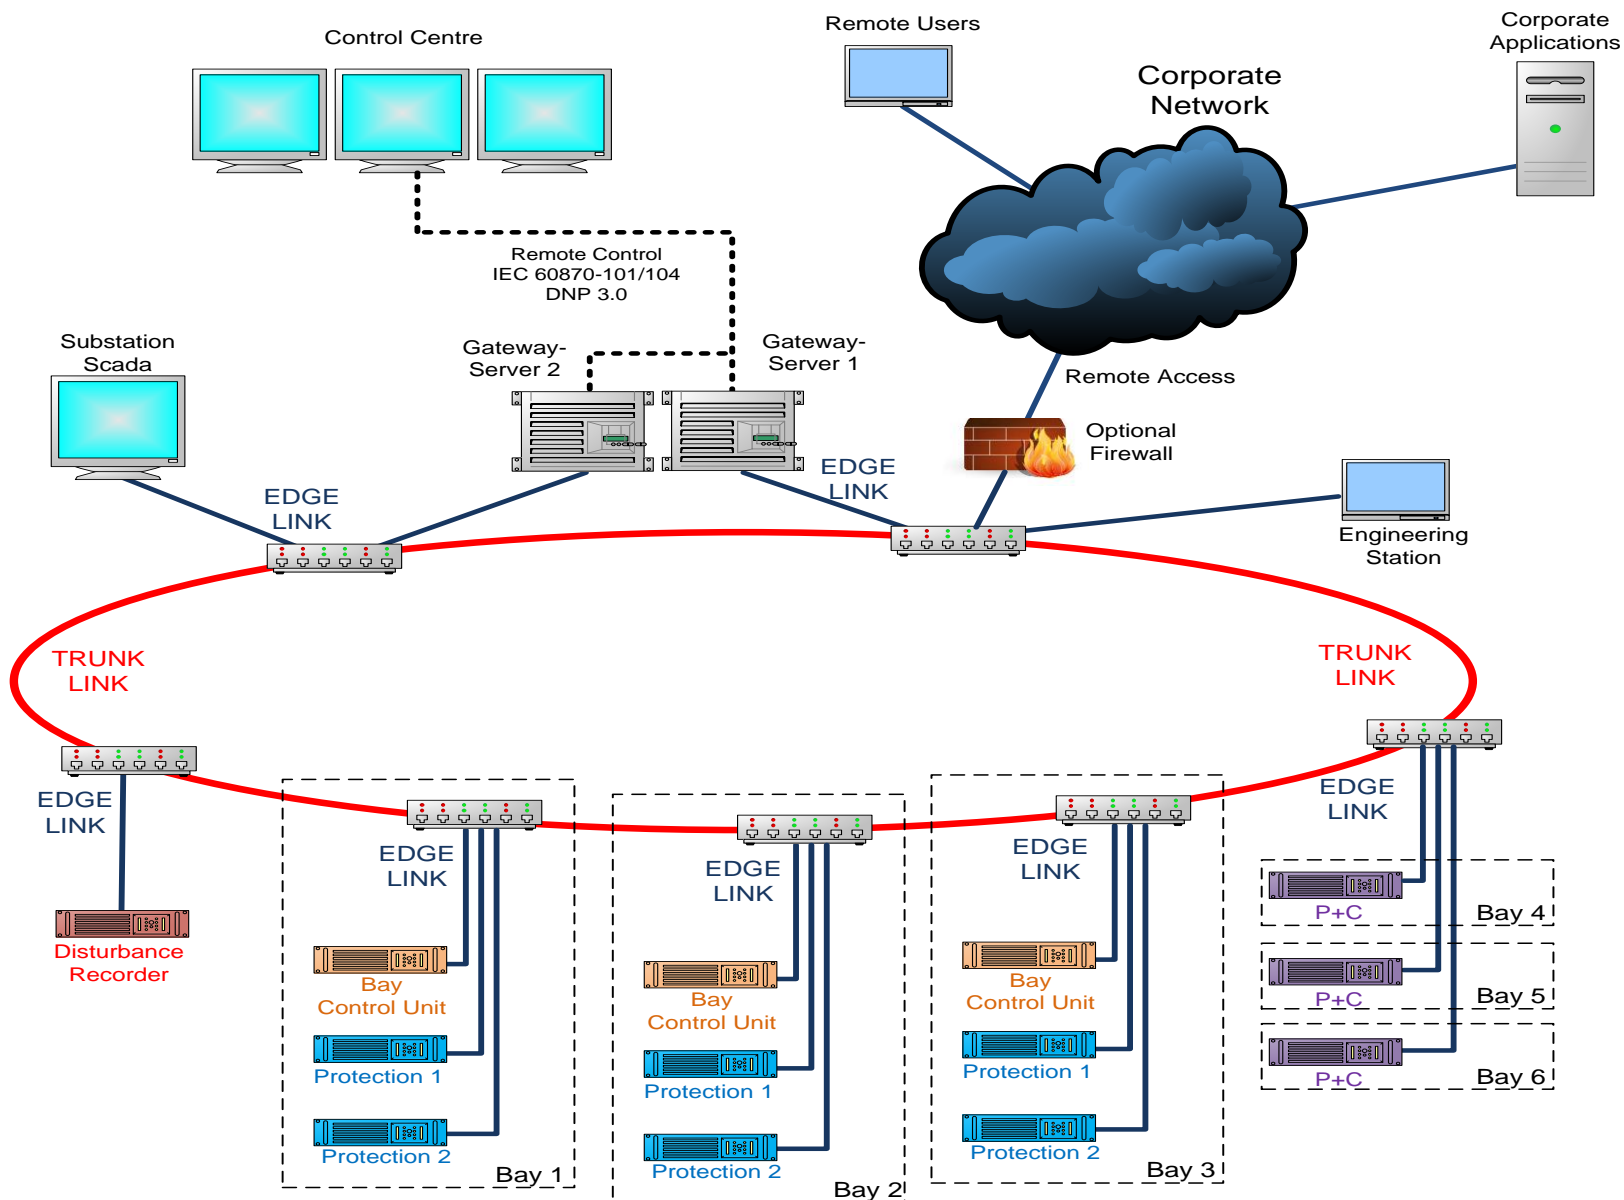 Control Centre
Remote Users
Corporate
Applications
Corporate
Network
Remote Control
IEC 60870-101/104
DNP 3.0
Substation
Scada
Gateway-
Server 2
Gateway-
Server 1
Remote Access
Optional
Firewall
EDGE
LINK
EDGE
LINK
Engineering
Station
TRUNK
LINK
TRUNK
LINK
EDGE
LINK
EDGE
LINK
EDGE
LINK
EDGE
LINK
EDGE
LINK
Disturbance
Recorder
Bay
Control Unit
Protection 1
Protection 2
Bay 1
Bay
Control Unit
Protection 1
Protection 2
Bay 2
Bay
Control Unit
Protection 1
Protection 2
Bay 3
P+C
Bay 4
P+C
Bay 5
P+C
Bay 6